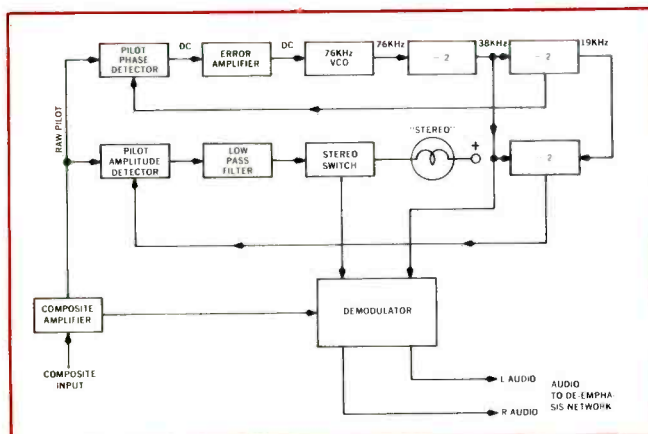 PILOT
PHASE
DETECTOR
DC
ERROR
AMPLIFIER
DC
76KHz
VCO
76KHz
- 2
38KHz
- 2
19KHz
RAW PILOT
PILOT
AMPLITUDE
DETECTOR
LOW
PASS
FILTER
STEREO
SWITCH
"STEREO"
+
2
COMPOSITE
AMPLIFIER
DEMODULATOR
COMPOSITE
INPUT
L AUDIO
R AUDIO
AUDIO
TO DE-EMPHA-
SIS NETWORK